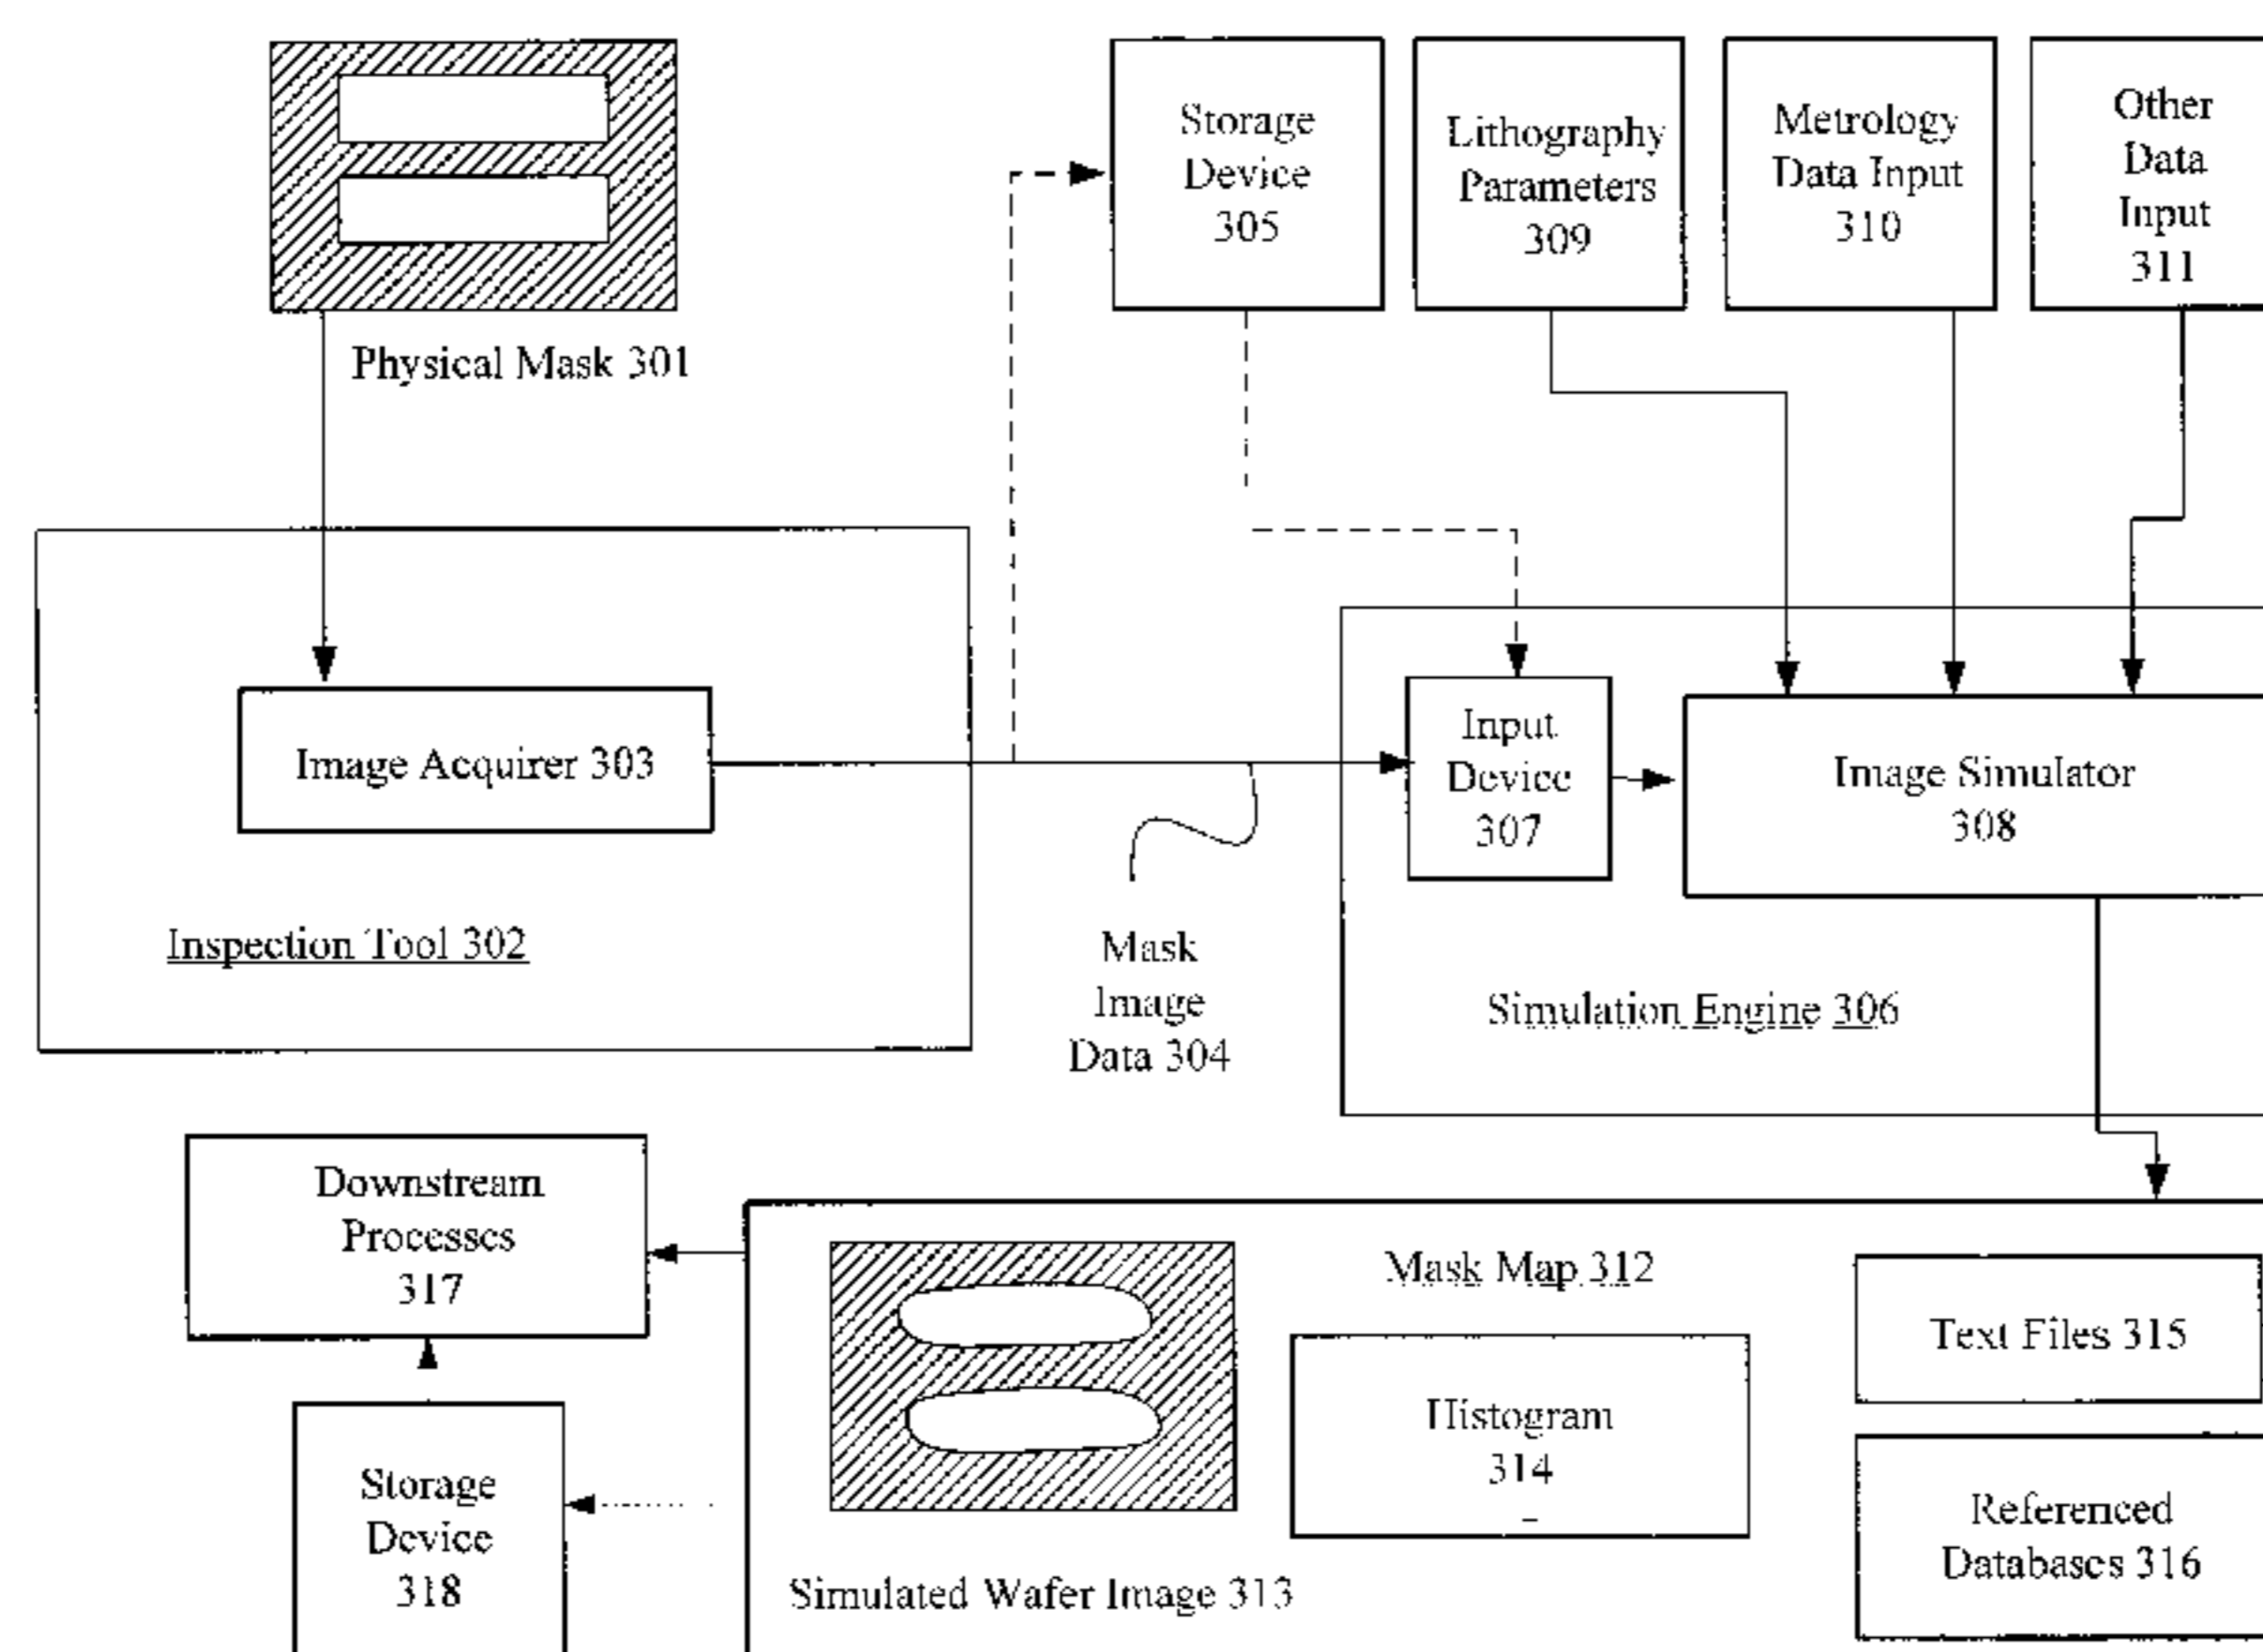 Physical Mask 301
Storage
Device
305
Lithography
Parameters
309
Metrology
Data Input
310
Other
Data
Input
311
Image Acquirer 303
Inspection Tool 302
Mask
Image
Data 304
Input
Device
307
Image Simulator
308
Simulation Engine 306
Downstream
Processes
317
Storage
Device
318
Simulated Wafer Image 313
Mask Map 312
Histogram
314
Text Files 315
Referenced
Databases 316